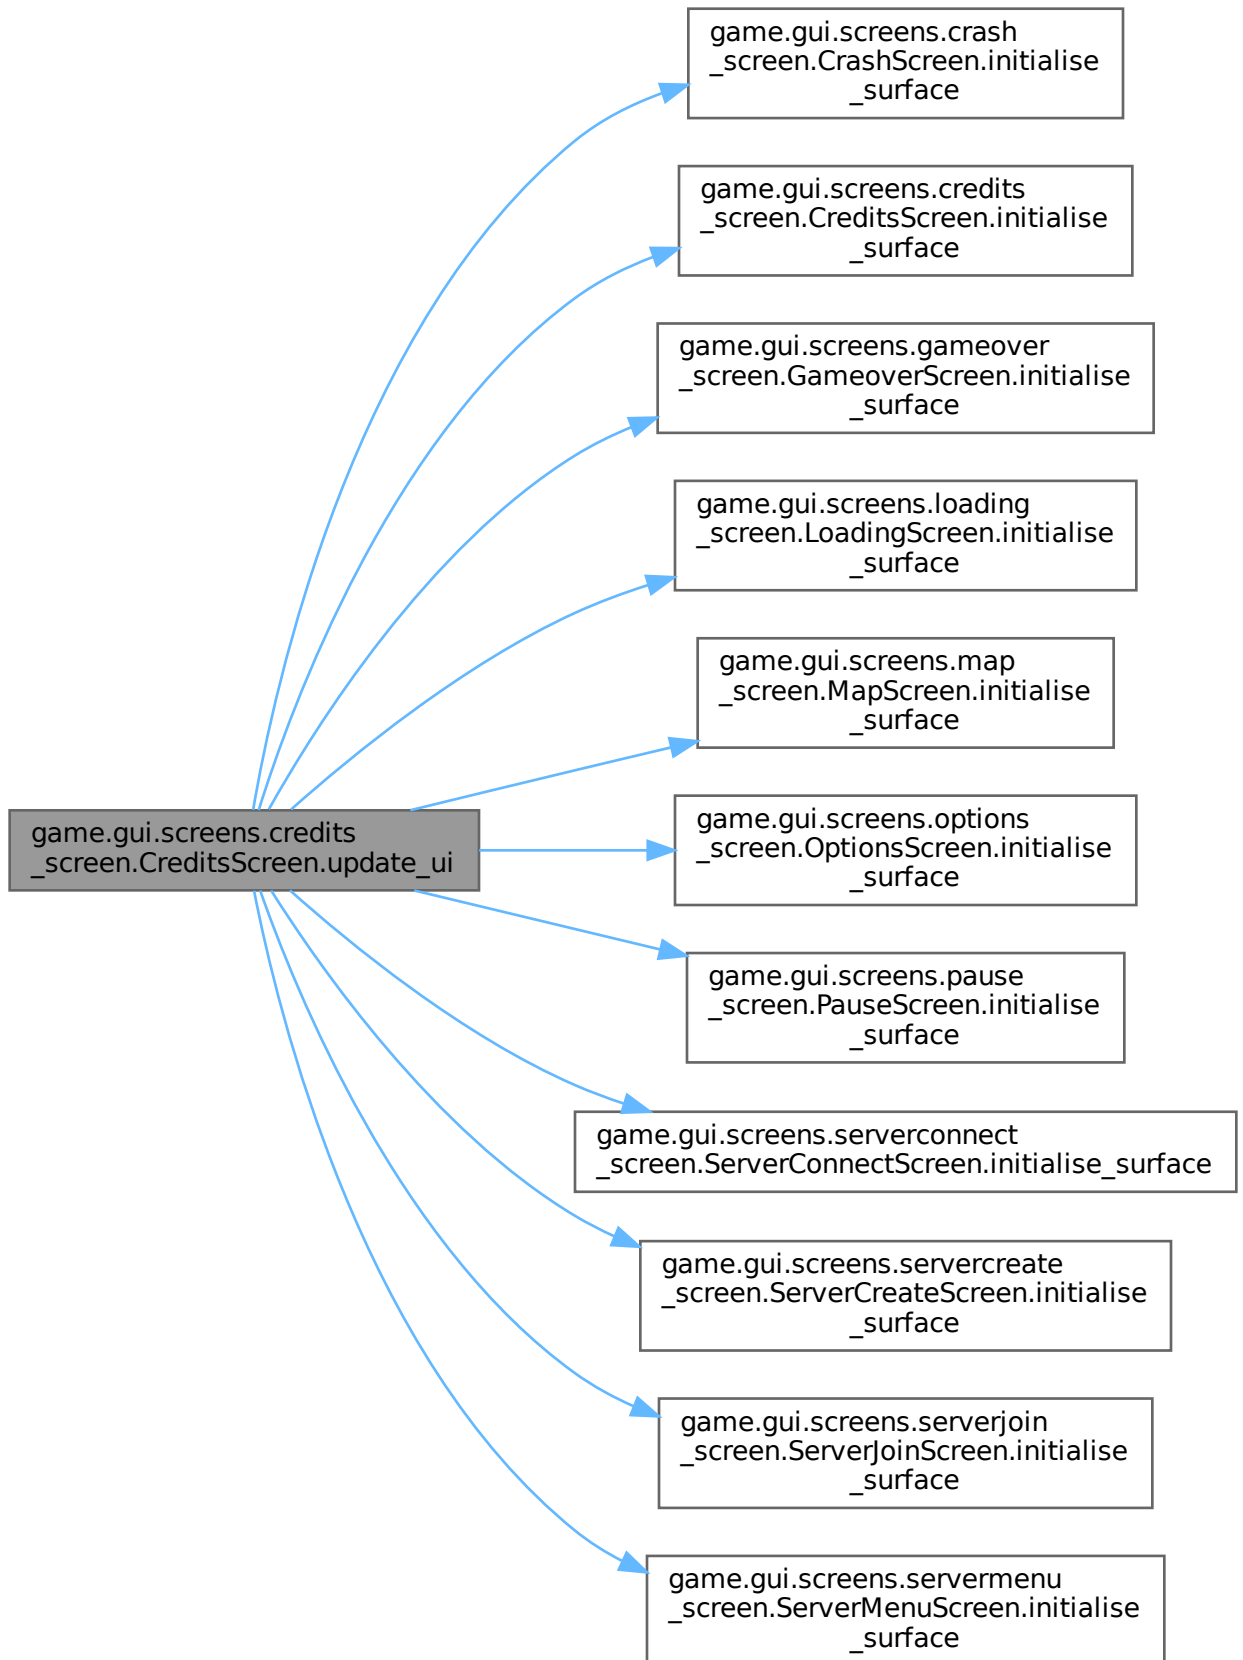 game.gui.screens.crash
_screen.CrashScreen.initialise
_surface
game.gui.screens.credits
_screen.CreditsScreen.initialise
_surface
game.gui.screens.gameover
_screen.GameoverScreen.initialise
_surface
game.gui.screens.loading
_screen.LoadingScreen.initialise
_surface
game.gui.screens.map
_screen.MapScreen.initialise
_surface
game.gui.screens.credits
_screen.CreditsScreen.update_ui
game.gui.screens.options
_screen.OptionsScreen.initialise
_surface
game.gui.screens.pause
_screen.PauseScreen.initialise
_surface
game.gui.screens.serverconnect
_screen.ServerConnectScreen.initialise_surface
game.gui.screens.servercreate
_screen.ServerCreateScreen.initialise
_surface
game.gui.screens.serverjoin
_screen.ServerJoinScreen.initialise
_surface
game.gui.screens.servermenu
_screen.ServerMenuScreen.initialise
_surface